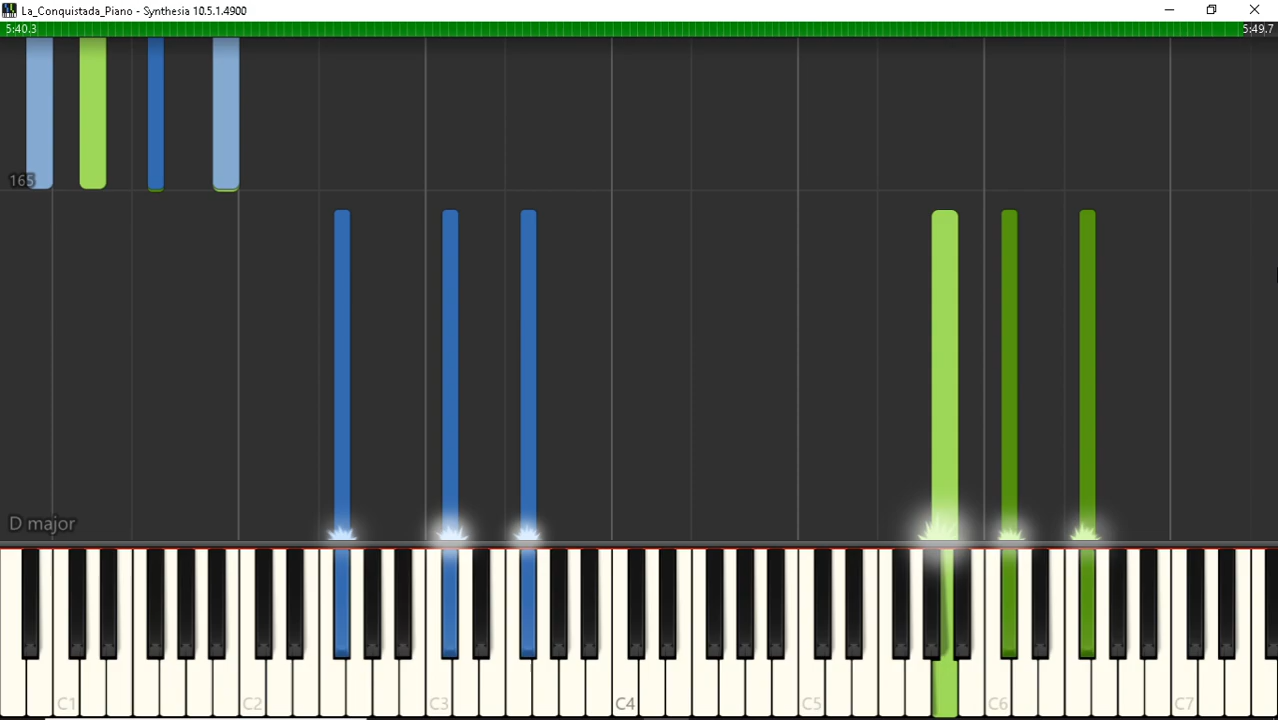 La_Conquistada_Piano - Synthesia 10.5.1.4900
5:40.3 5:49.7
165
D major
C1 C2 C3 C4 C5 C6 C7